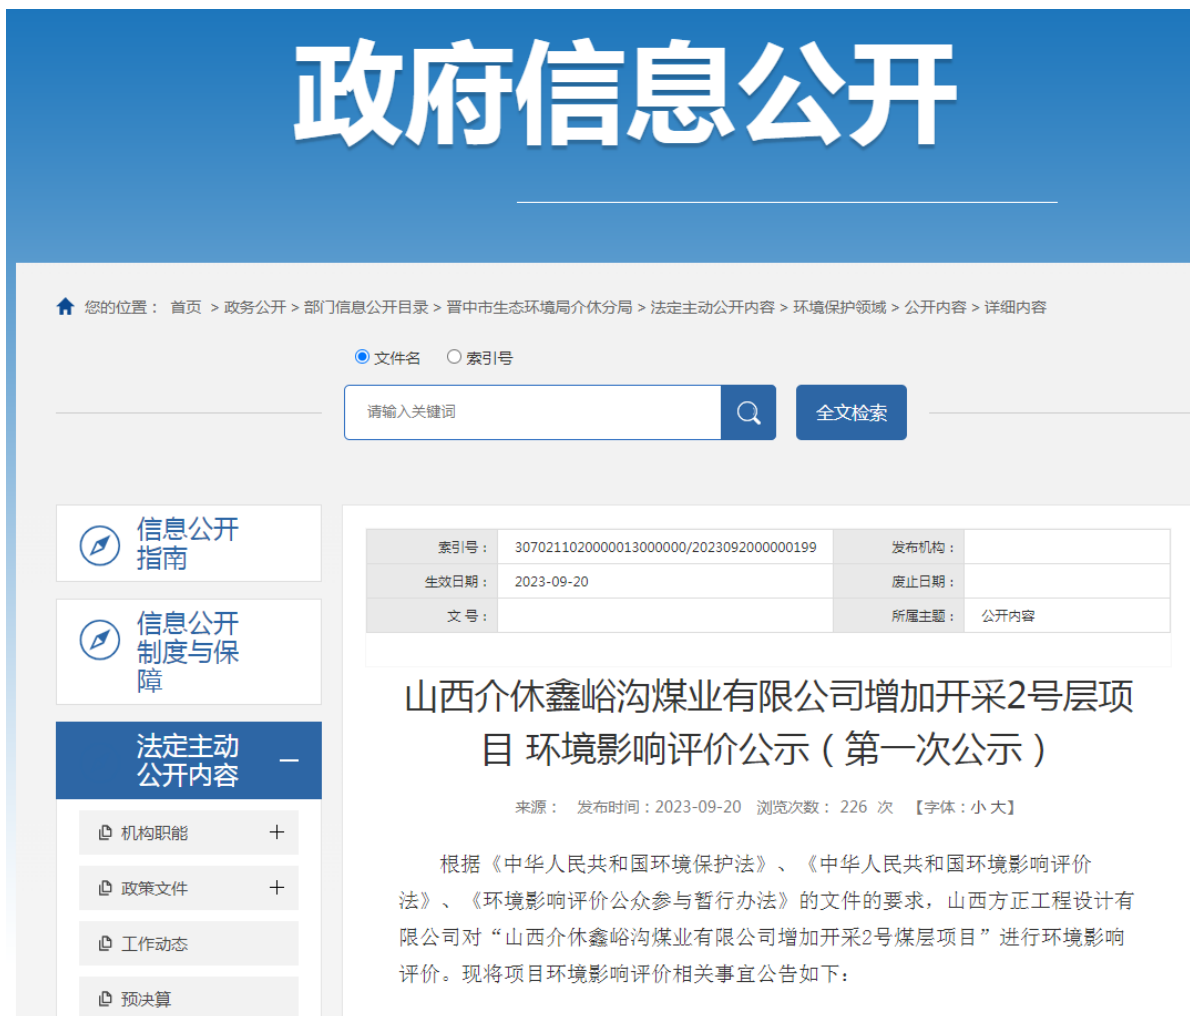 政府信息公开
您的位置： 首页 > 政务公开 > 部门信息公开目录 > 晋中市生态环境局介休分局 > 法定主动公开内容 > 环境保护领域 > 公开内容 > 详细内容
文件名 索引号
请输入关键词 全文检索
信息公开
指南
信息公开
制度与保
障
法定主动
公开内容
机构职能
政策文件
工作动态
预决算
索引号： 3070211020000013000000/2023092000000199 发布机构：
生效日期： 2023-09-20 废止日期：
文 号： 所属主题： 公开内容
山西介休鑫峪沟煤业有限公司增加开采2号层项
目 环境影响评价公示（第一次公示）
来源： 发布时间：2023-09-20 浏览次数： 226 次 【字体：小 大】
根据《中华人民共和国环境保护法》、《中华人民共和国环境影响评价
法》、《环境影响评价公众参与暂行办法》的文件的要求，山西方正工程设计有
限公司对“山西介休鑫峪沟煤业有限公司增加开采2号煤层项目”进行环境影响
评价。现将项目环境影响评价相关事宜公告如下：